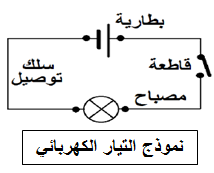 بطارية
قاطعة
سلك
توصيل
مصباح
نموذج التيار الكهربائي